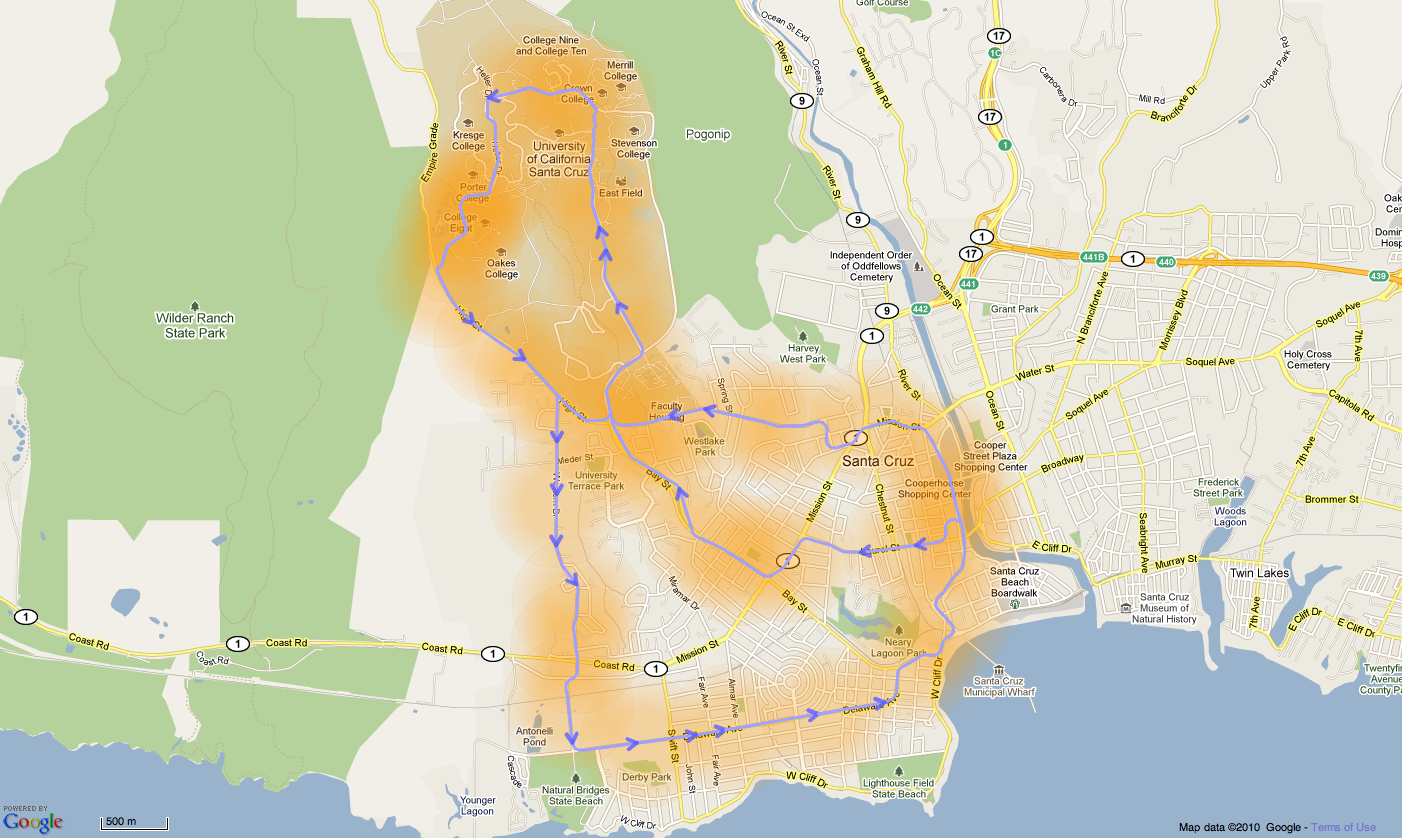 Golf Course
Ocean St Exd
River St
Ocean St
Graham Hill Rd
17
1C
Carbonera Dr
Mill Rd
Branciforte Dr
Upper Park Rd
College Nine
and College Ten
Merrill
College
Heller Dr
Crown
College
9
17
1
Kresge
College
University
of California
Santa Cruz
Stevenson
College
Pogonip
Empire Grade
Porter
College
East Field
River St
College
Eight
9
Oakes
College
Independent Order
of Oddfellows
Cemetery
1
17
441B
1
440
439
441
442
Ocean St
Grant Park
N Branciforte Ave
Morrissey Blvd
Soquel Ave
7th Ave
Wilder Ranch
State Park
9
1
Harvey
West Park
Holy Cross
Cemetery
Soquel Ave
Water St
River St
Spring St
High St
Faculty
Housing
Westlake
Park
Mission St
Santa Cruz
Ocean St
Soquel Ave
Capitola Rd
Cooper
Street Plaza
Shopping Center
Broadway
7th Ave
Meder St
University
Terrace Park
Bay St
Cooperhouse
Shopping Center
Mission St
Chestnut St
Frederick
Street Park
Woods
Lagoon
Brommer St
Seabright Ave
Laurel St
E Cliff Dr
Murray St
Twin Lakes
Santa Cruz
Beach
Boardwalk
Santa Cruz
Museum of
Natural History
Miramar Dr
Bay St
7th Ave
E Cliff Dr
E Cliff Dr
1
Coast Rd
1
Coast Rd
Coast Rd
Coast Rd
1
Coast Rd
1
Mission St
Neary
Lagoon Park
W Cliff Dr
Santa Cruz
Municipal Wharf
Fair Ave
Almar Ave
Delaware Ave
Delaware Ave
Antonelli
Pond
Swift St
Cascade
John St
Fair Ave
Derby Park
Natural Bridges
State Beach
W Cliff Dr
Lighthouse Field
State Beach
Younger
Lagoon
W Cliff Dr
POWERED BY
Google
500 m
Map data ©2010 Google - Terms of Use